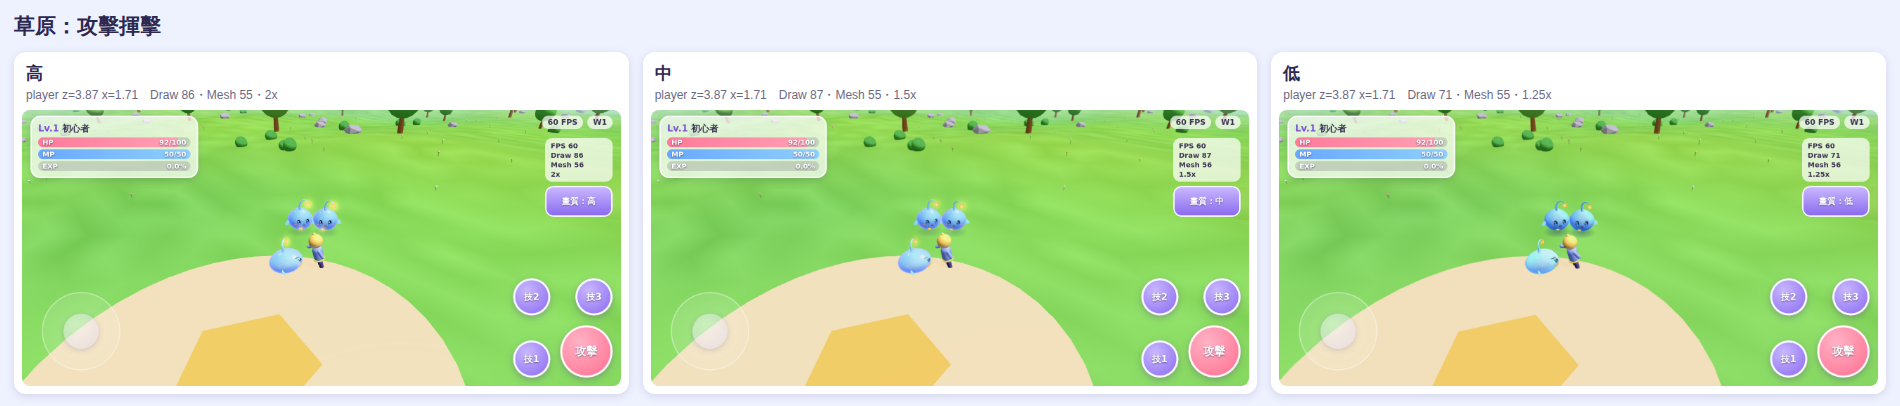 草原：攻擊揮擊
高
player z=3.87 x=1.71 Draw 86・Mesh 55・2x
Lv.1 初心者
HP 92/100
MP 50/50
EXP 0.0%
60 FPS W1
FPS 60
Draw 86
Mesh 56
2x
畫質：高
技2 技3
技1 攻擊
中
player z=3.87 x=1.71 Draw 87・Mesh 55・1.5x
Lv.1 初心者
HP 92/100
MP 50/50
EXP 0.0%
60 FPS W1
FPS 60
Draw 87
Mesh 56
1.5x
畫質：中
技2 技3
技1 攻擊
低
player z=3.87 x=1.71 Draw 71・Mesh 55・1.25x
Lv.1 初心者
HP 92/100
MP 50/50
EXP 0.0%
60 FPS W1
FPS 60
Draw 71
Mesh 56
1.25x
畫質：低
技2 技3
技1 攻擊